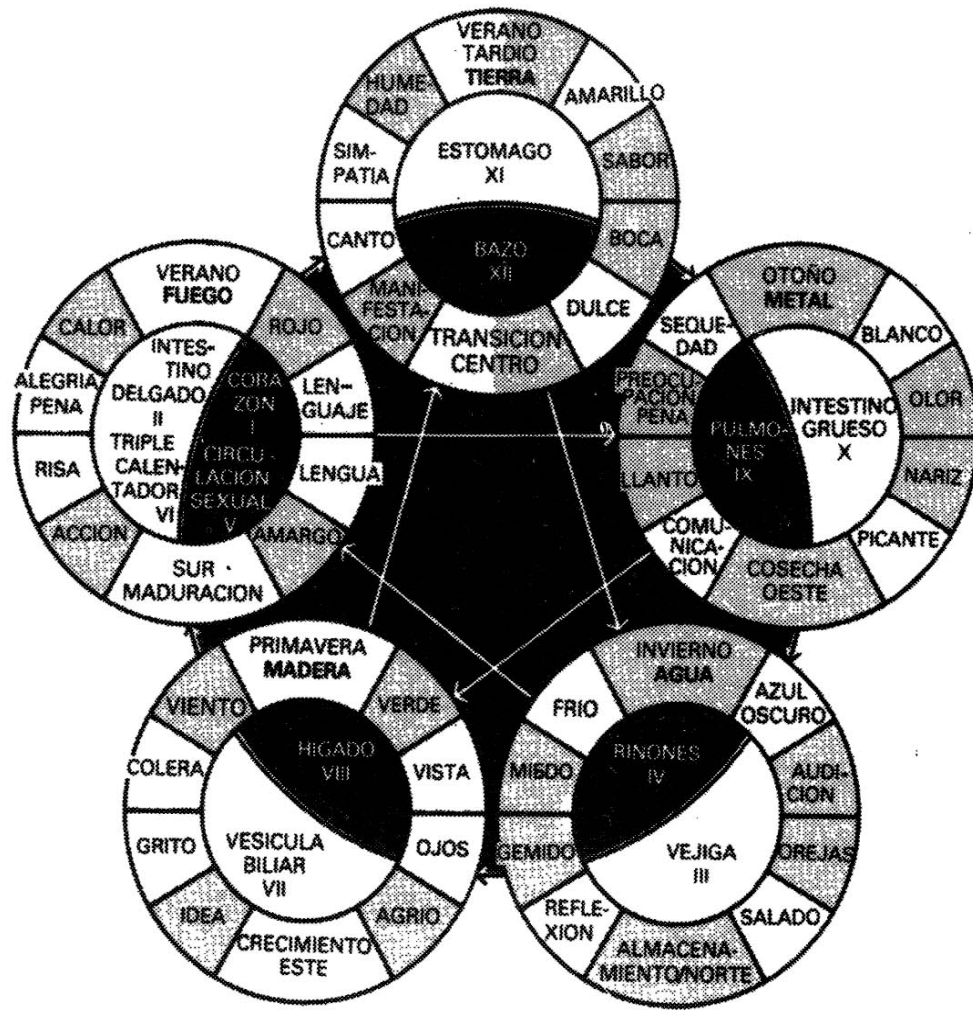 VERANO
TARDIO
TIERRA
AMARILLO
SABOR
BOCA
DULCE
TRANSICION
CENTRO
MANI-
FESTA-
CION
CANTO
SIM-
PATIA
HUME-
DAD
ESTOMAGO
XI
BAZO
XII
VERANO
FUEGO
ROJO
LEN-
GUAJE
LENGUA
AMARGO
SUR
MADURACION
ACCION
RISA
ALEGRIA
PENA
CALOR
INTES-
TINO
DELGADO
II
TRIPLE
CALEN-
TADOR
VI
CORA-
ZON
I
CIRCU-
LACION
SEXUAL
V
OTOÑO
METAL
BLANCO
OLOR
NARIZ
PICANTE
COSECHA
OESTE
COMU-
NICA-
CION
LLANTO
PREOCU-
PACION
PENA
SEQUE-
DAD
PULMO-
NES
IX
INTESTINO
GRUESO
X
PRIMAVERA
MADERA
VERDE
VISTA
OJOS
AGRIO
CRECIMIENTO
ESTE
IDEA
GRITO
COLERA
VIENTO
HIGADO
VIII
VESICULA
BILIAR
VII
INVIERNO
AGUA
AZUL
OSCURO
AUDI-
CION
OREJAS
SALADO
ALMACENA-
MIENTO/NORTE
REFLE-
XION
GEMIDO
MIEDO
FRIO
RINONES
IV
VEJIGA
III